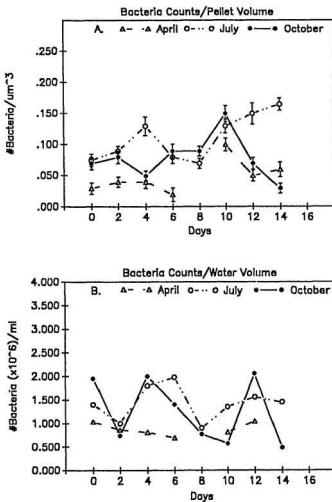 Bacteria Counts/Pellet Volume
A. April July October
.250
.200
.150
.100
.050
.000
#Bacteria/um^3
0 2 4 6 8 10 12 14 16
Days
Bacteria Counts/Water Volume
B. April July October
4.000
3.500
3.000
2.500
2.000
1.500
1.000
0.500
0.000
#Bacteria (x10^6)/ml
0 2 4 6 8 10 12 14 16
Days